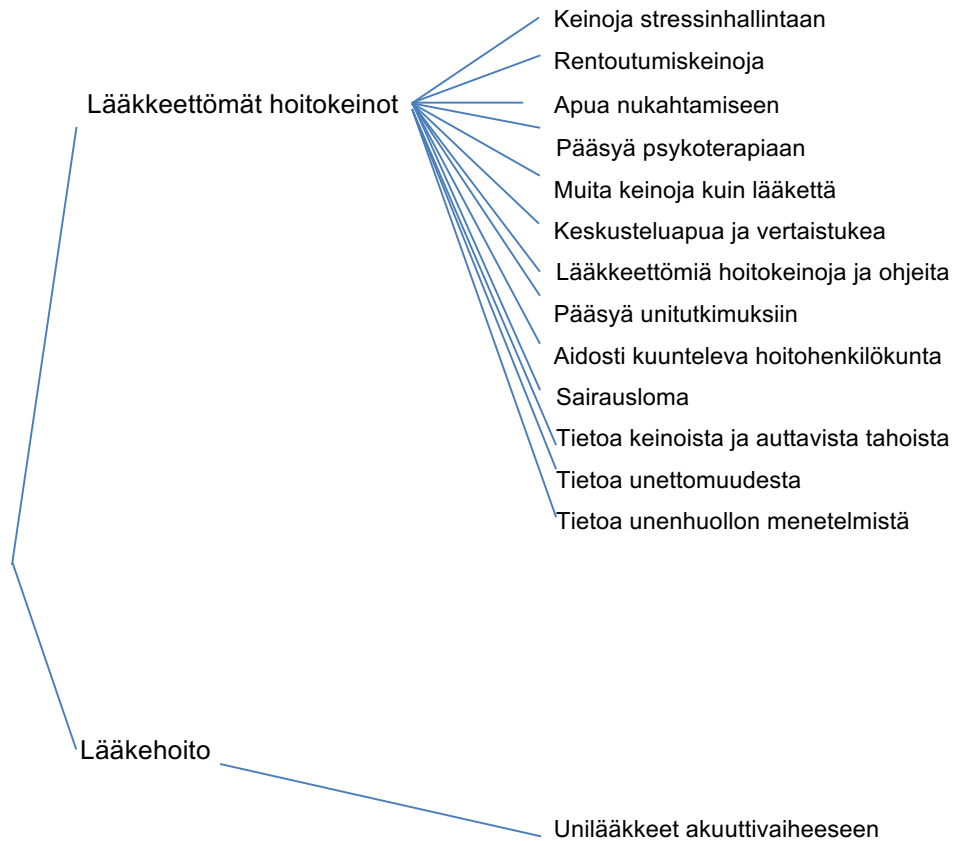 Keinoja stressinhallintaan
Rentoutumiskeinoja
Lääkkeettömät hoitokeinot
Apua nukahtamiseen
Pääsyä psykoterapiaan
Muita keinoja kuin lääkettä
Keskusteluapua ja vertaistukea
Lääkkeettömiä hoitokeinoja ja ohjeita
Pääsyä unitutkimuksiin
Aidosti kuunteleva hoitohenkilökunta
Sairausloma
Tietoa keinoista ja auttavista tahoista
Tietoa unettomuudesta
Tietoa unenhuollon menetelmistä
Lääkehoito
Unilääkkeet akuuttivaiheeseen